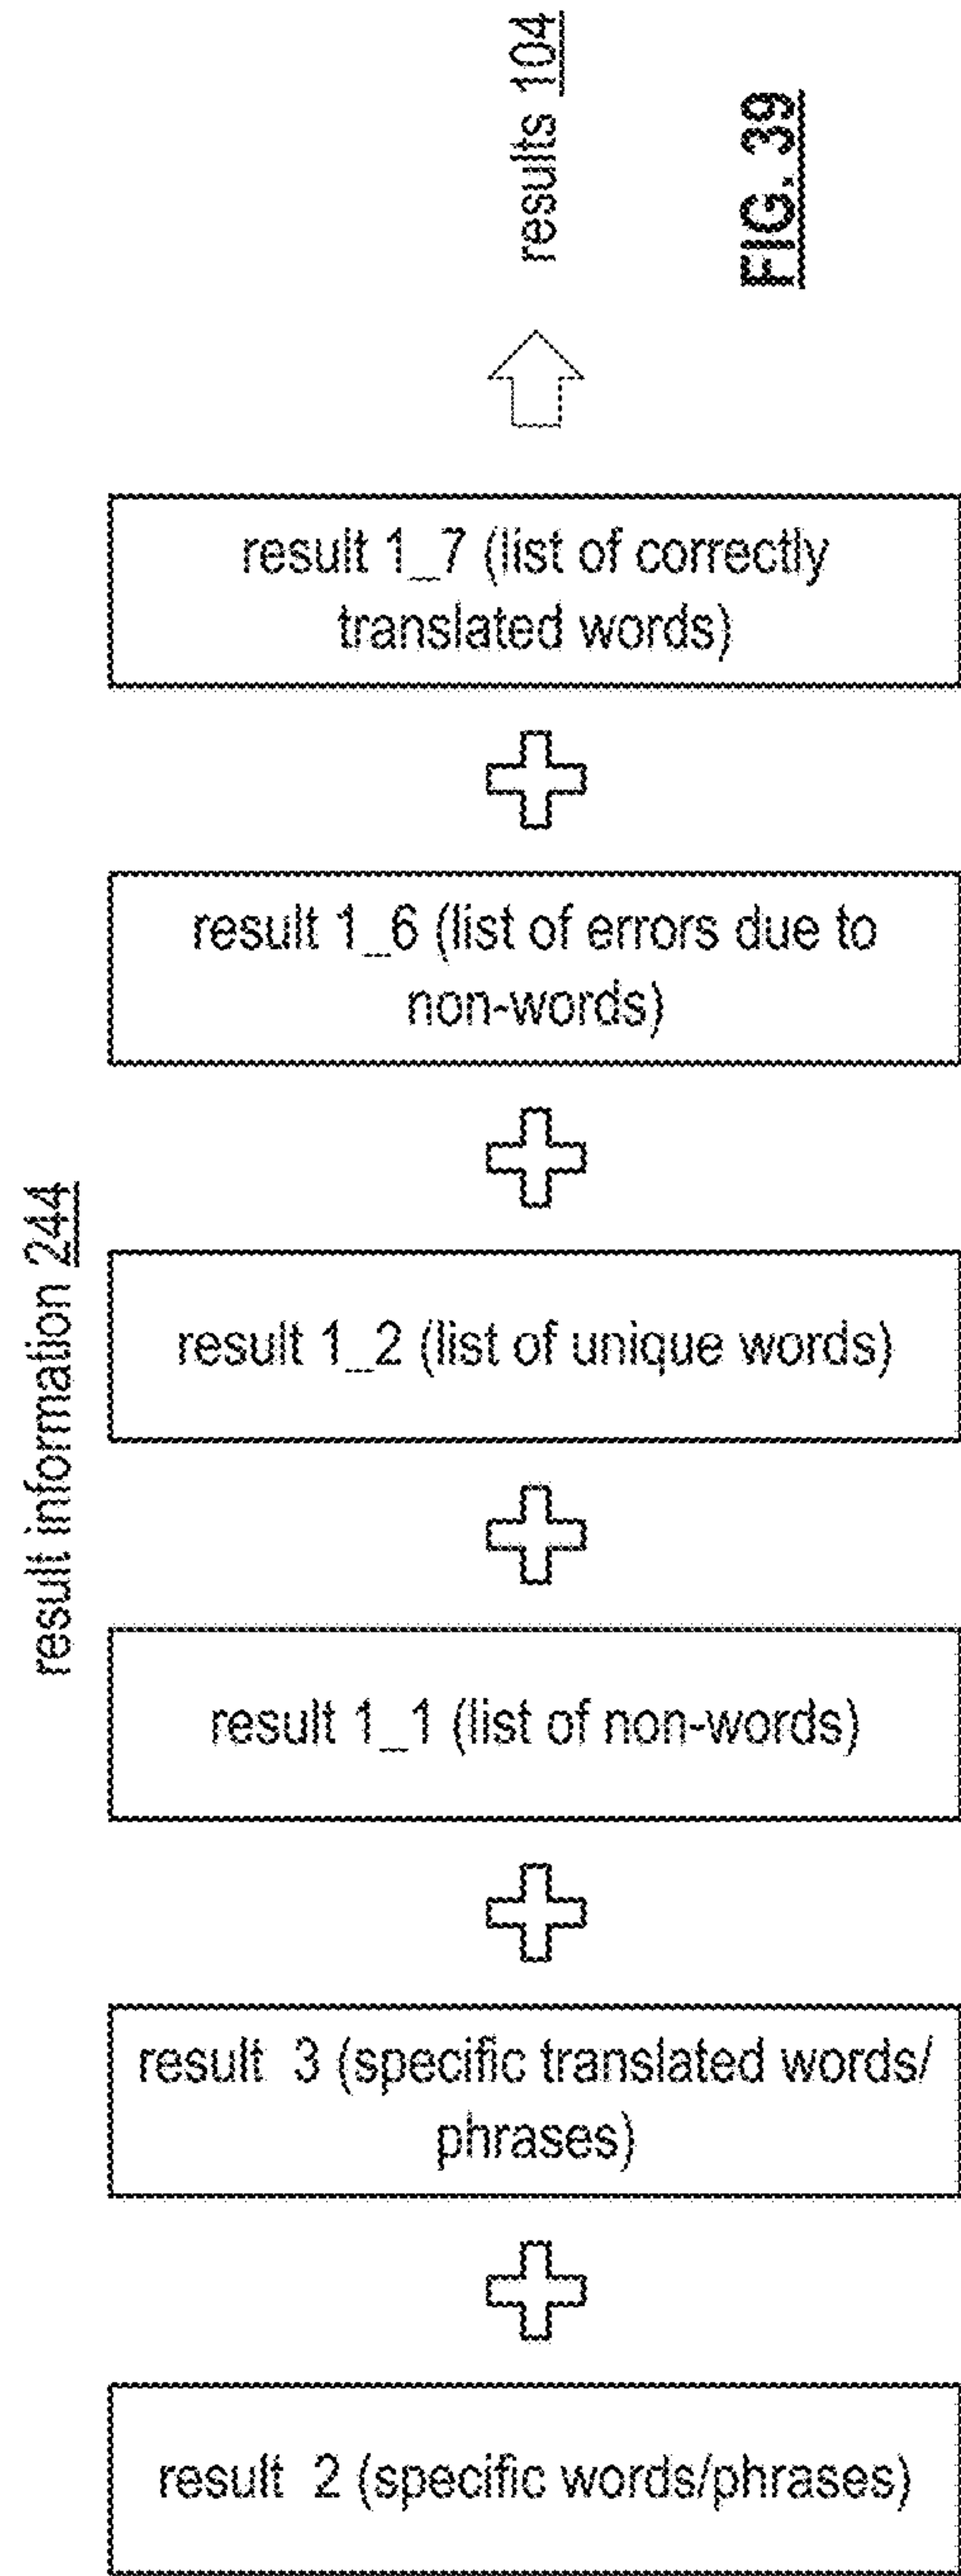 results 104
FIG. 39
result 1_7 (list of correctly
translated words)
result 1_6 (list of errors due to
non-words)
result information 244
result 1_2 (list of unique words)
result 1_1 (list of non-words)
result 3 (specific translated words/
phrases)
result 2 (specific words/phrases)